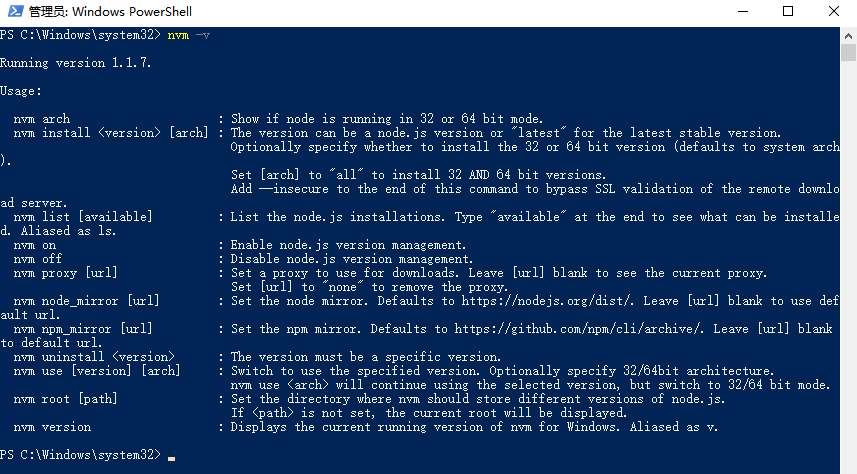 管理员: Windows PowerShell
PS C:\Windows\system32> nvm -v
Running version 1.1.7.
Usage:
nvm arch : Show if node is running in 32 or 64 bit mode.
nvm install <version> [arch] : The version can be a node.js version or "latest" for the latest stable version.
Optionally specify whether to install the 32 or 64 bit version (defaults to system arch
).
Set [arch] to "all" to install 32 AND 64 bit versions.
Add --insecure to the end of this command to bypass SSL validation of the remote downlo
ad server.
nvm list [available] : List the node.js installations. Type "available" at the end to see what can be installe
d. Aliased as ls.
nvm on : Enable node.js version management.
nvm off : Disable node.js version management.
nvm proxy [url] : Set a proxy to use for downloads. Leave [url] blank to see the current proxy.
Set [url] to "none" to remove the proxy.
nvm node_mirror [url] : Set the node mirror. Defaults to https://nodejs.org/dist/. Leave [url] blank to use def
ault url.
nvm npm_mirror [url] : Set the npm mirror. Defaults to https://github.com/npm/cli/archive/. Leave [url] blank
to default url.
nvm uninstall <version> : The version must be a specific version.
nvm use [version] [arch] : Switch to use the specified version. Optionally specify 32/64bit architecture.
nvm use <arch> will continue using the selected version, but switch to 32/64 bit mode.
nvm root [path] : Set the directory where nvm should store different versions of node.js.
If <path> is not set, the current root will be displayed.
nvm version : Displays the current running version of nvm for Windows. Aliased as v.
PS C:\Windows\system32>